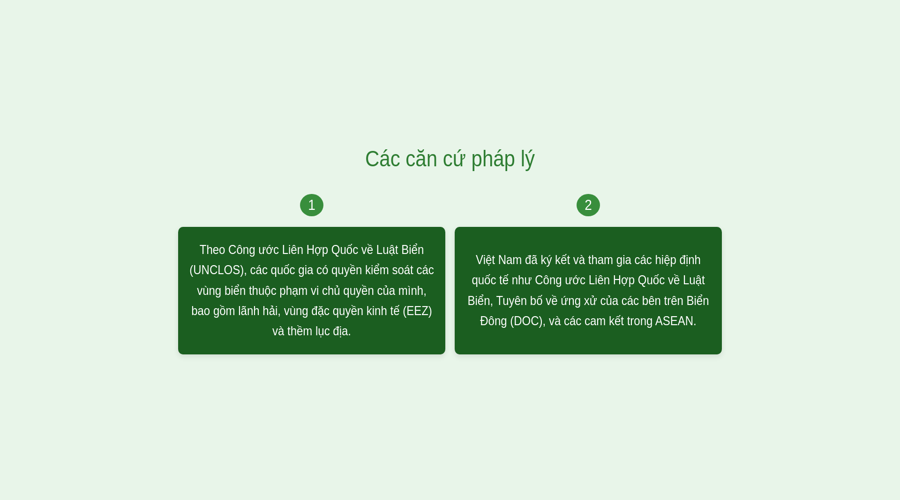 Các căn cứ pháp lý
1
Theo Công ước Liên Hợp Quốc về Luật Biển
(UNCLOS), các quốc gia có quyền kiểm soát các
vùng biển thuộc phạm vi chủ quyền của mình,
bao gồm lãnh hải, vùng đặc quyền kinh tế (EEZ)
và thềm lục địa.
2
Việt Nam đã ký kết và tham gia các hiệp định
quốc tế như Công ước Liên Hợp Quốc về Luật
Biển, Tuyên bố về ứng xử của các bên trên Biển
Đông (DOC), và các cam kết trong ASEAN.